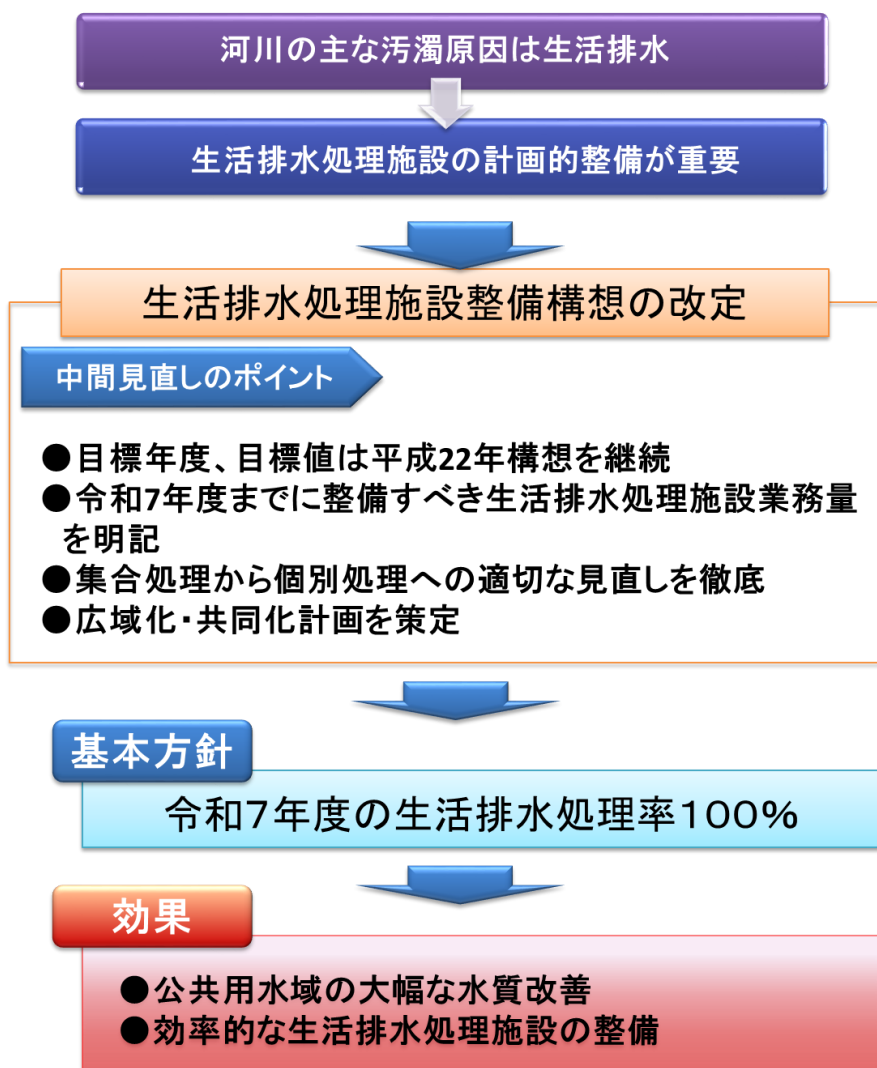 河川の主な汚濁原因は生活排水
生活排水処理施設の計画的整備が重要
生活排水処理施設整備構想の改定
中間見直しのポイント
●目標年度、目標値は平成22年構想を継続
●令和7年度までに整備すべき生活排水処理施設業務量
を明記
●集合処理から個別処理への適切な見直しを徹底
●広域化・共同化計画を策定
基本方針
令和7年度の生活排水処理率100%
効果
●公共用水域の大幅な水質改善
●効率的な生活排水処理施設の整備